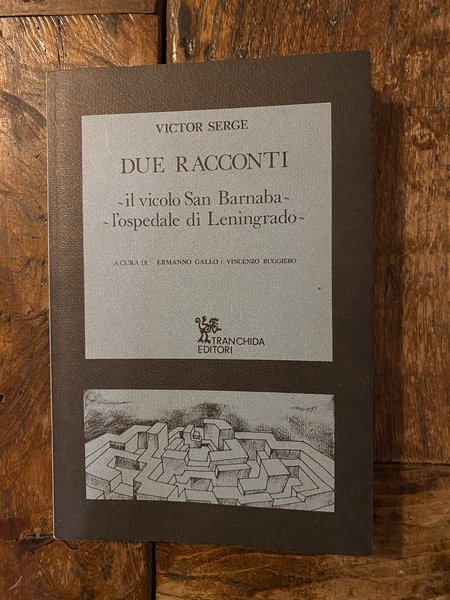 VICTOR SERGE
DUE RACCONTI
~il vicolo San Barnaba~
~l'ospedale di Leningrado~
A CURA DI: ERMANNO GALLO E VINCENZO RUGGIERO
TRANCHIDA
EDITORI